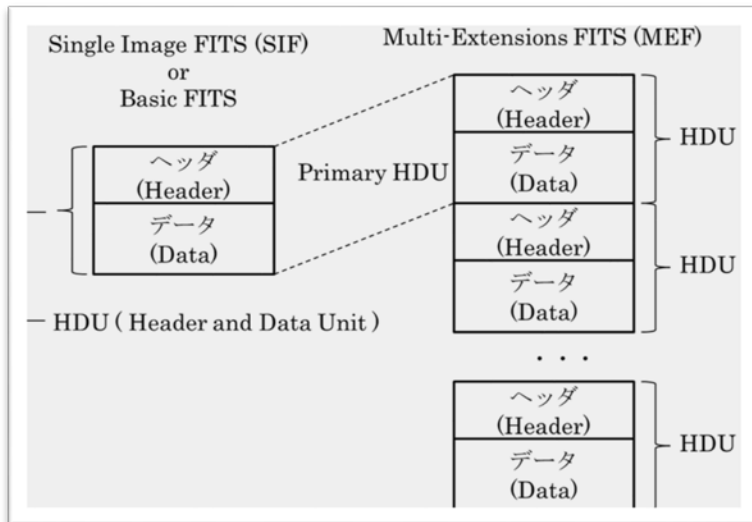 Single Image FITS (SIF)
or
Basic FITS
ヘッダ
(Header)
データ
(Data)
HDU ( Header and Data Unit )
Multi-Extensions FITS (MEF)
Primary HDU
ヘッダ
(Header)
データ
(Data)
HDU
ヘッダ
(Header)
データ
(Data)
HDU
・・・
ヘッダ
(Header)
データ
(Data)
HDU